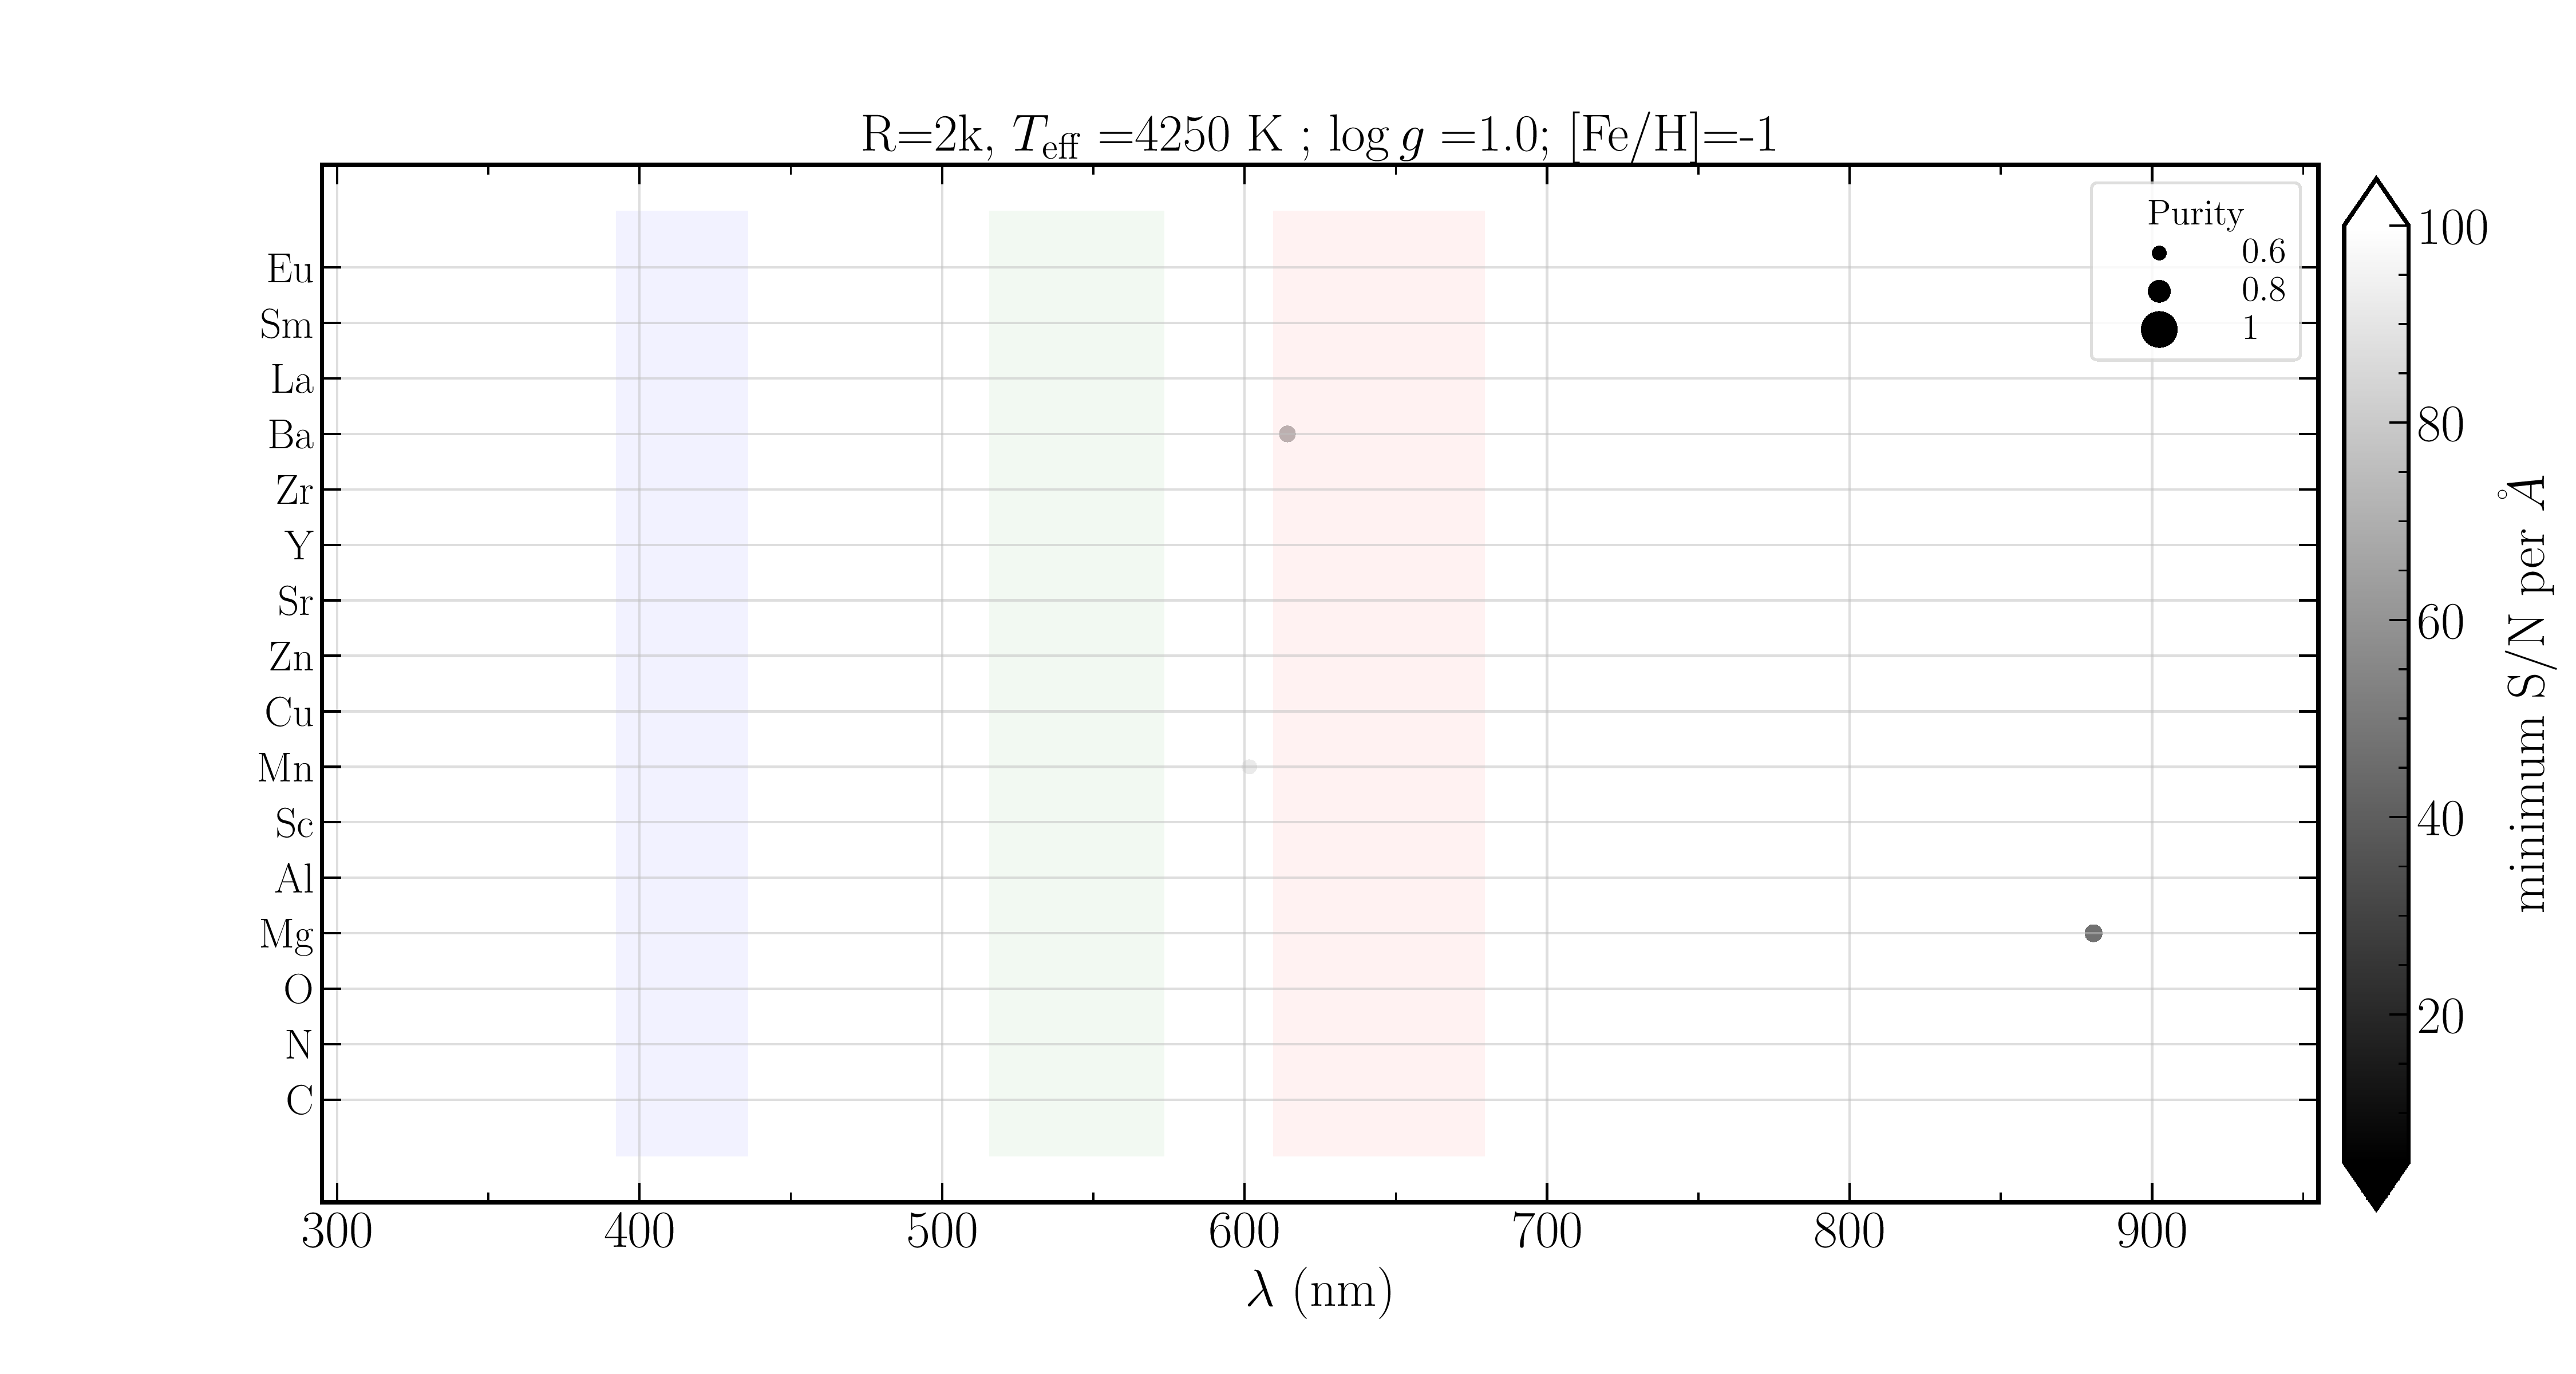 R=2k, T_eff =4250 K ; log g =1.0; [Fe/H]=-1
Purity
0.6
0.8
1
Eu
Sm
La
Ba
Zr
Y
Sr
Zn
Cu
Mn
Sc
Al
Mg
O
N
C
300 400 500 600 700 800 900
λ (nm)
100
80
60
40
20
minimum S/N per Å